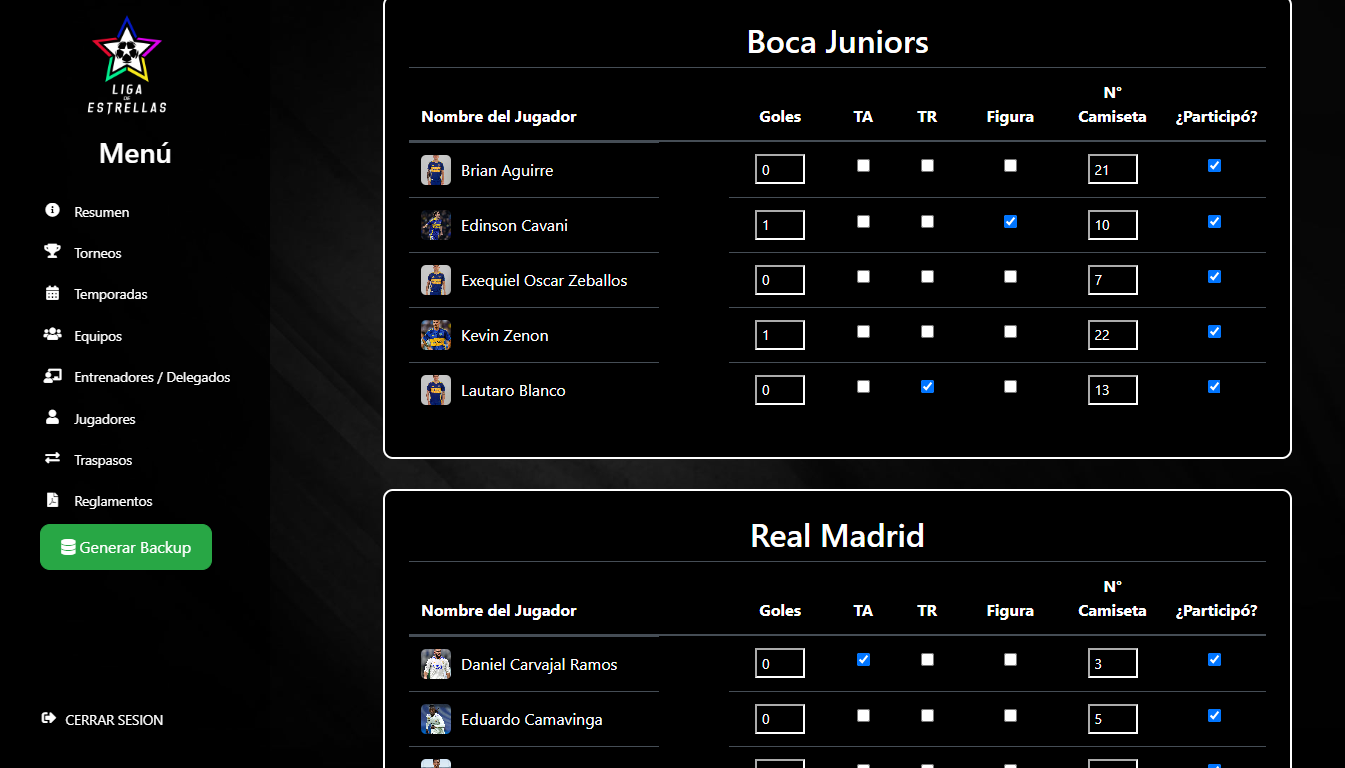 LIGA
DE
ESTRELLAS
Menú
Resumen
Torneos
Temporadas
Equipos
Entrenadores / Delegados
Jugadores
Traspasos
Reglamentos
Generar Backup
CERRAR SESION
Boca Juniors
Nombre del Jugador Goles TA TR Figura N° Camiseta ¿Participó?
Brian Aguirre 0 21
Edinson Cavani 1 10
Exequiel Oscar Zeballos 0 7
Kevin Zenon 1 22
Lautaro Blanco 0 13
Real Madrid
Nombre del Jugador Goles TA TR Figura N° Camiseta ¿Participó?
Daniel Carvajal Ramos 0 3
Eduardo Camavinga 0 5